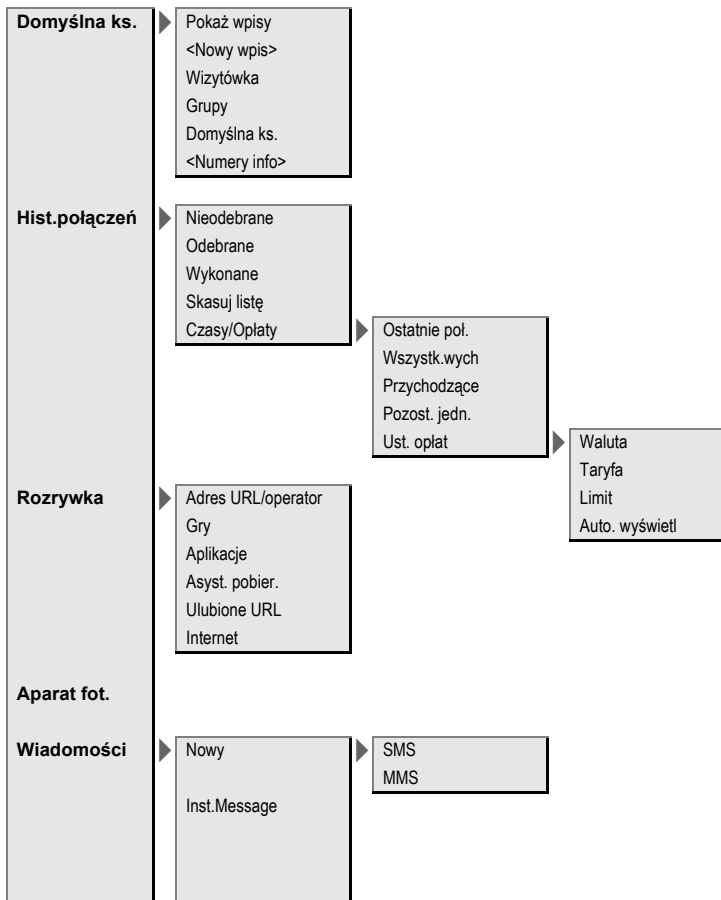 Domyślna ks.
Pokaż wpisy
<Nowy wpis>
Wizytówka
Grupy
Domyślna ks.
<Numery info>
Hist.połączeń
Nieodebrane
Odebrane
Wykonane
Skasuj listę
Czasy/Opłaty
Ostatnie poł.
Wszystk.wych
Przychodzące
Pozost. jedn.
Ust. opłat
Waluta
Taryfa
Limit
Auto. wyświetl
Rozrywka
Adres URL/operator
Gry
Aplikacje
Asyst. pobier.
Ulubione URL
Internet
Aparat fot.
Wiadomości
Nowy
SMS
MMS
Inst.Message